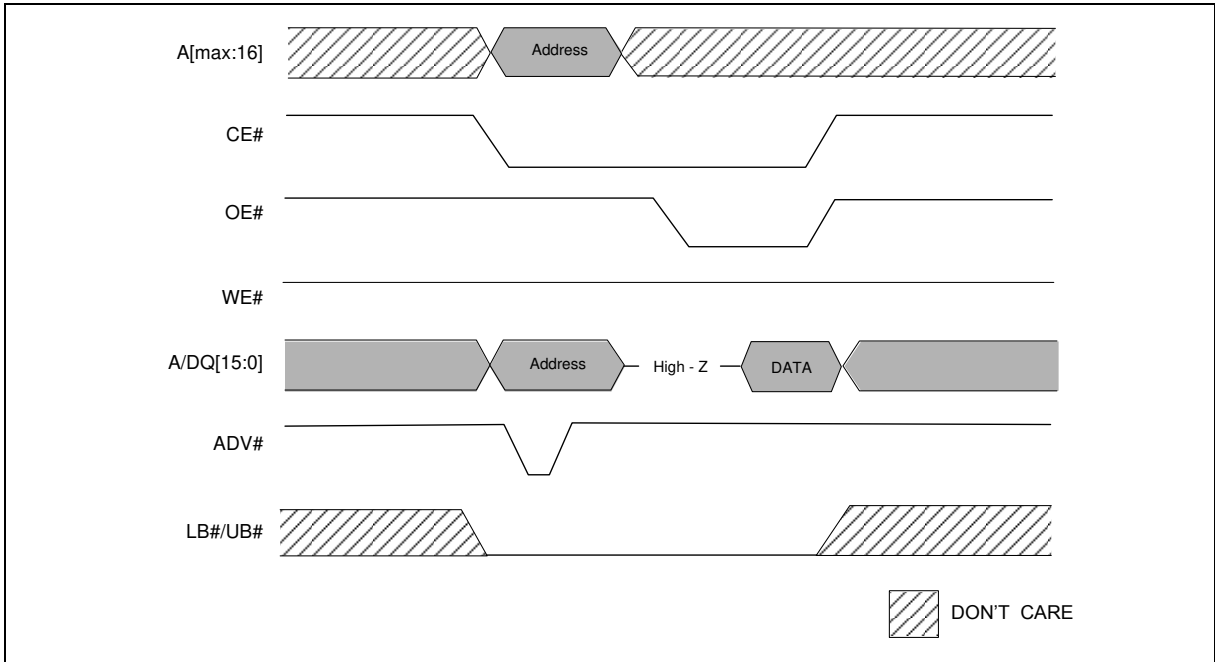 A[max:16]
Address
CE#
OE#
WE#
A/DQ[15:0]
Address
High - Z
DATA
ADV#
LB#/UB#
DON'T CARE